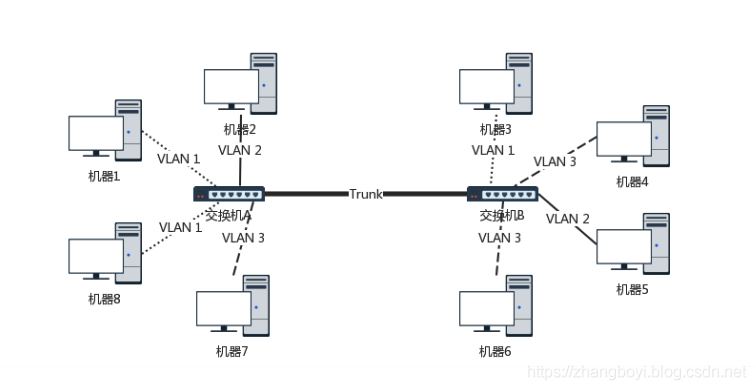 机器2
机器3
VLAN 1
VLAN 2
VLAN 1
VLAN 3
机器1
机器4
Trunk
交换机A
交换机B
VLAN 1
VLAN 3
VLAN 3
VLAN 2
机器8
机器5
机器7
机器6
https://zhangboyi.blog.csdn.net